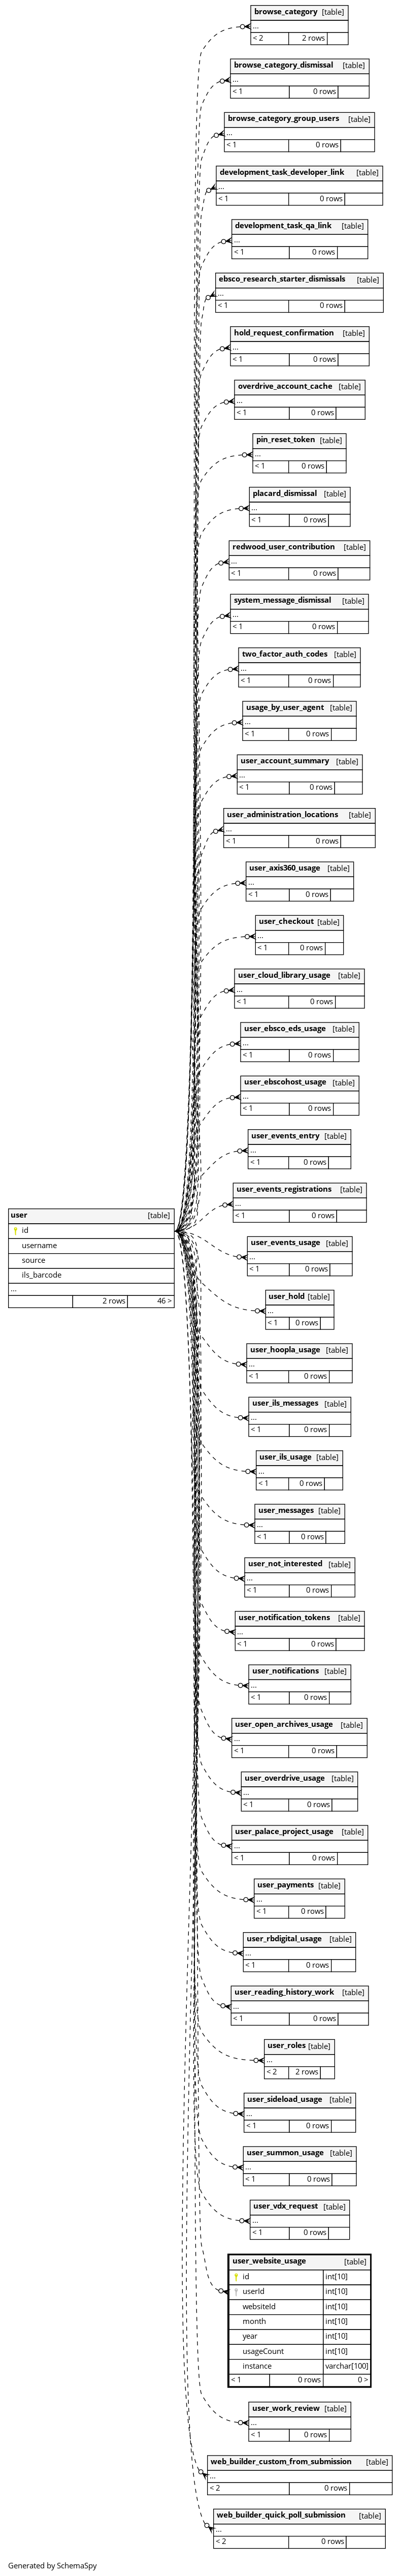 browse_category [table]
...
< 2 2 rows
browse_category_dismissal [table]
...
< 1 0 rows
browse_category_group_users [table]
...
< 1 0 rows
development_task_developer_link [table]
...
< 1 0 rows
development_task_qa_link [table]
...
< 1 0 rows
ebsco_research_starter_dismissals [table]
...
< 1 0 rows
hold_request_confirmation [table]
...
< 1 0 rows
overdrive_account_cache [table]
...
< 1 0 rows
pin_reset_token [table]
...
< 1 0 rows
placard_dismissal [table]
...
< 1 0 rows
redwood_user_contribution [table]
...
< 1 0 rows
system_message_dismissal [table]
...
< 1 0 rows
two_factor_auth_codes [table]
...
< 1 0 rows
usage_by_user_agent [table]
...
< 1 0 rows
user_account_summary [table]
...
< 1 0 rows
user_administration_locations [table]
...
< 1 0 rows
user_axis360_usage [table]
...
< 1 0 rows
user_checkout [table]
...
< 1 0 rows
user_cloud_library_usage [table]
...
< 1 0 rows
user_ebsco_eds_usage [table]
...
< 1 0 rows
user_ebscohost_usage [table]
...
< 1 0 rows
user_events_entry [table]
...
< 1 0 rows
user_events_registrations [table]
...
< 1 0 rows
user [table]
id
username
source
ils_barcode
...
2 rows 46 >
user_events_usage [table]
...
< 1 0 rows
user_hold [table]
...
< 1 0 rows
user_hoopla_usage [table]
...
< 1 0 rows
user_ils_messages [table]
...
< 1 0 rows
user_ils_usage [table]
...
< 1 0 rows
user_messages [table]
...
< 1 0 rows
user_not_interested [table]
...
< 1 0 rows
user_notification_tokens [table]
...
< 1 0 rows
user_notifications [table]
...
< 1 0 rows
user_open_archives_usage [table]
...
< 1 0 rows
user_overdrive_usage [table]
...
< 1 0 rows
user_palace_project_usage [table]
...
< 1 0 rows
user_payments [table]
...
< 1 0 rows
user_rbdigital_usage [table]
...
< 1 0 rows
user_reading_history_work [table]
...
< 1 0 rows
user_roles [table]
...
< 2 2 rows
user_sideload_usage [table]
...
< 1 0 rows
user_summon_usage [table]
...
< 1 0 rows
user_vdx_request [table]
...
< 1 0 rows
user_website_usage [table]
id int[10]
userId int[10]
websiteId int[10]
month int[10]
year int[10]
usageCount int[10]
instance varchar[100]
< 1 0 rows 0 >
user_work_review [table]
...
< 1 0 rows
web_builder_custom_from_submission [table]
...
< 2 0 rows
web_builder_quick_poll_submission [table]
...
< 2 0 rows
Generated by SchemaSpy